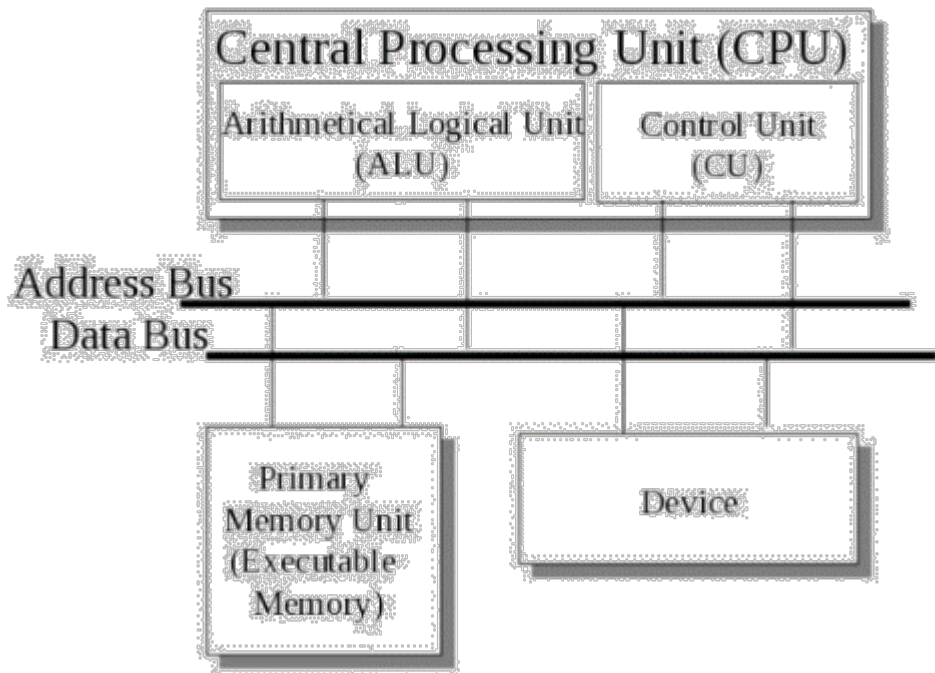 Central Processing Unit (CPU)
Arithmetical Logical Unit
(ALU)
Control Unit
(CU)
Address Bus
Data Bus
Primary
Memory Unit
(Executable
Memory)
Device